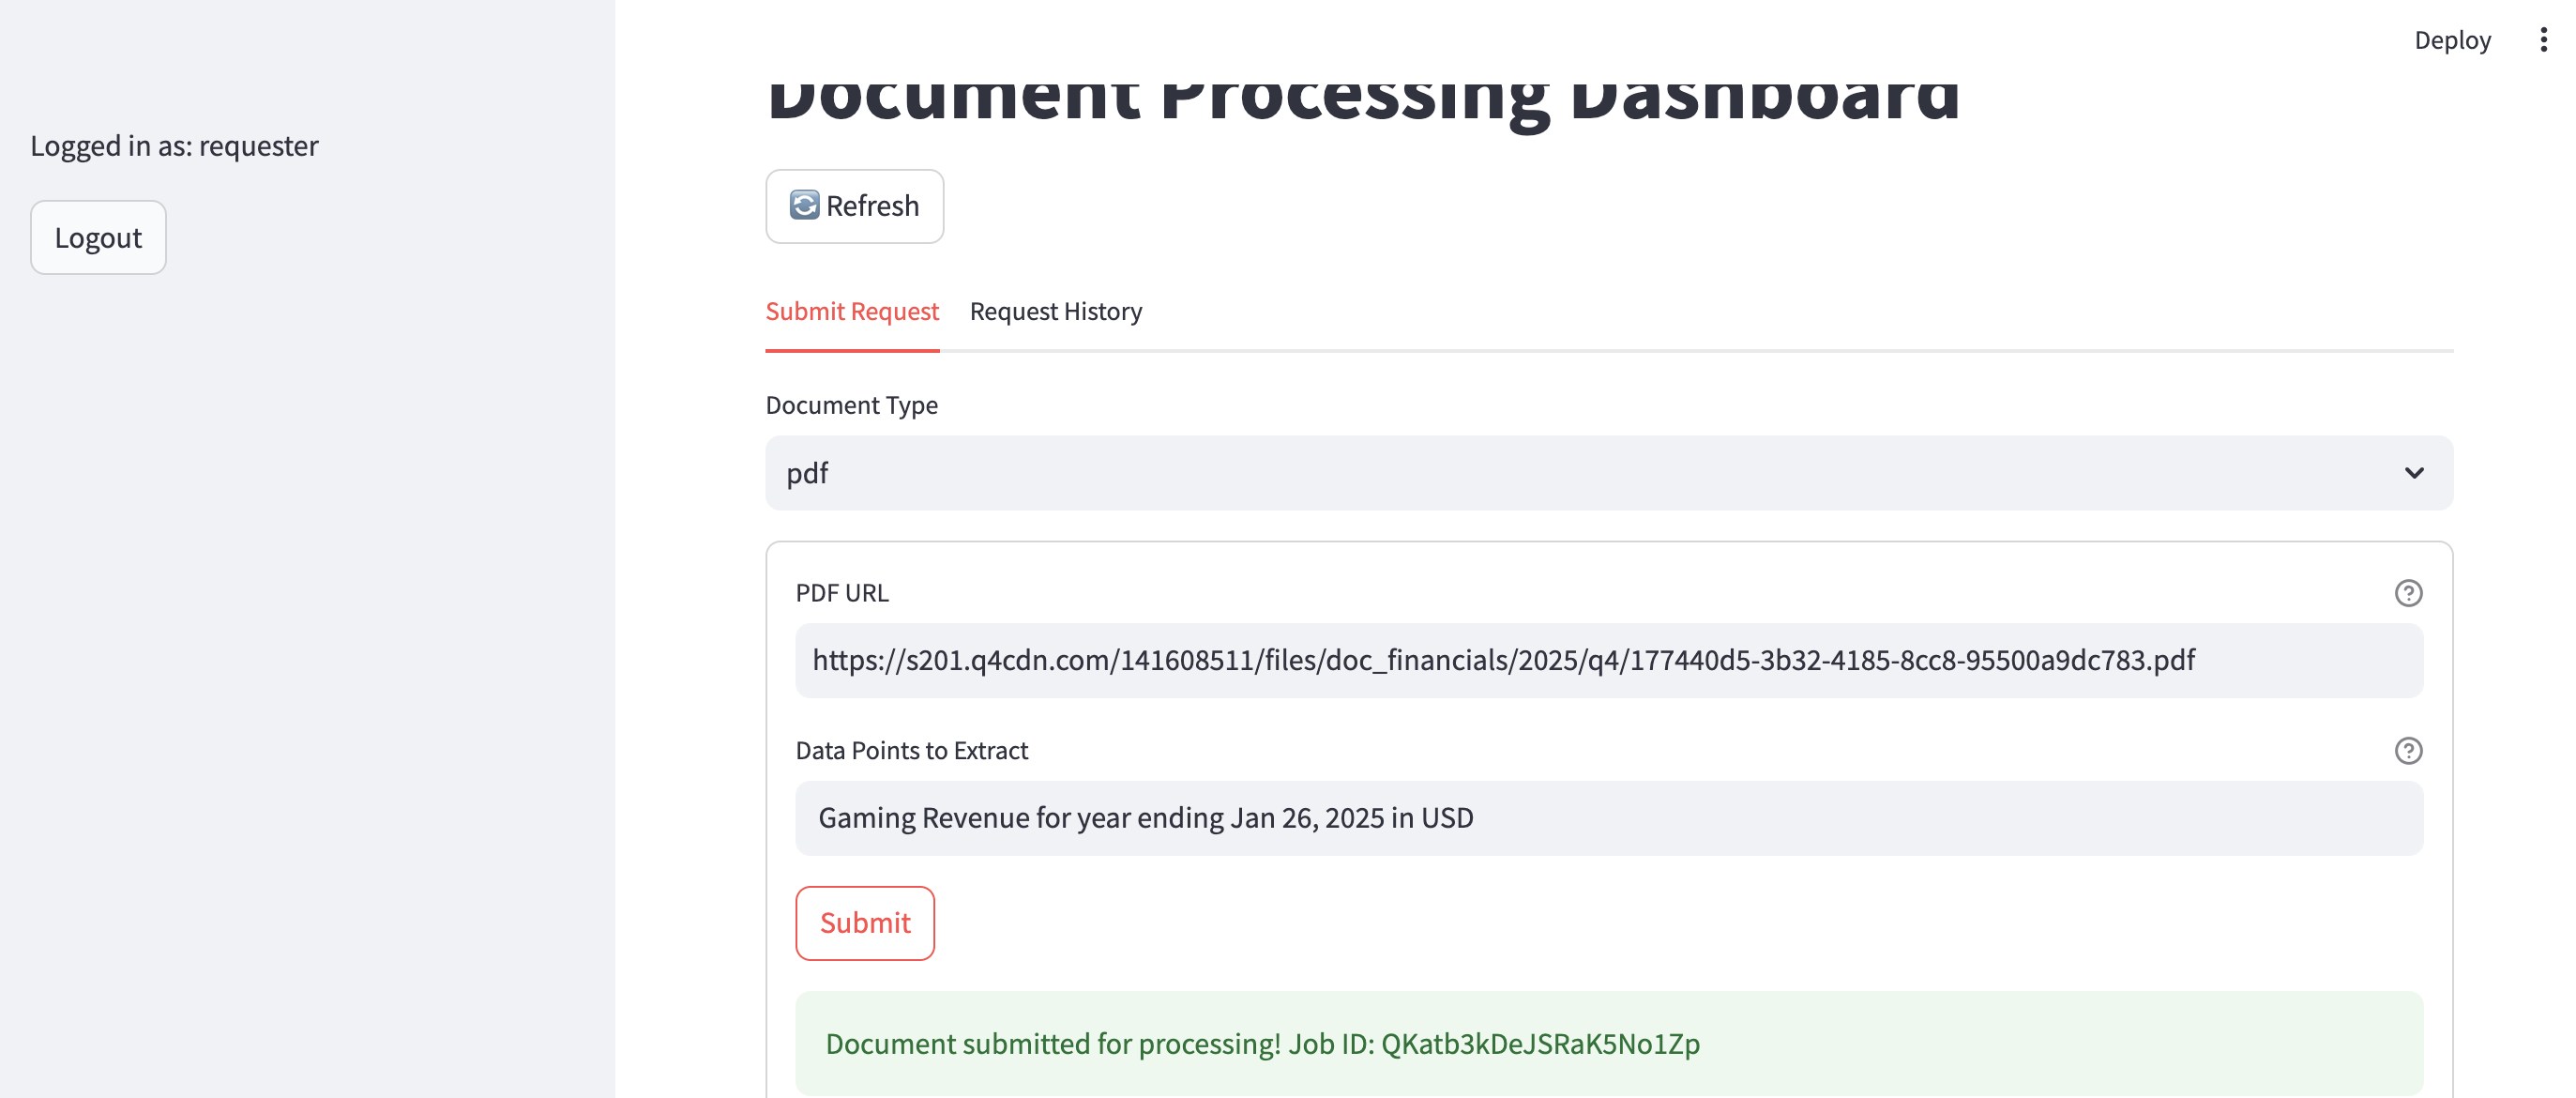 Deploy
Logged in as: requester
Logout
Document Processing Dashboard
Refresh
Submit Request
Request History
Document Type
pdf
PDF URL
https://s201.q4cdn.com/141608511/files/doc_financials/2025/q4/177440d5-3b32-4185-8cc8-95500a9dc783.pdf
Data Points to Extract
Gaming Revenue for year ending Jan 26, 2025 in USD
Submit
Document submitted for processing! Job ID: QKatb3kDeJSRaK5No1Zp